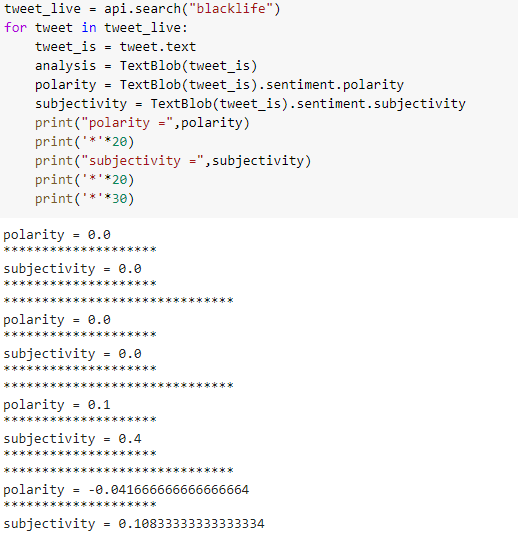 tweet_live = api.search("blacklife")
for tweet in tweet_live:
    tweet_is = tweet.text
    analysis = TextBlob(tweet_is)
    polarity = TextBlob(tweet_is).sentiment.polarity
    subjectivity = TextBlob(tweet_is).sentiment.subjectivity
    print("polarity =",polarity)
    print('*'*20)
    print("subjectivity =",subjectivity)
    print('*'*20)
    print('*'*30)
polarity = 0.0
********************
subjectivity = 0.0
********************
******************************
polarity = 0.0
********************
subjectivity = 0.0
********************
******************************
polarity = 0.1
********************
subjectivity = 0.4
********************
******************************
polarity = -0.041666666666666664
********************
subjectivity = 0.10833333333333334